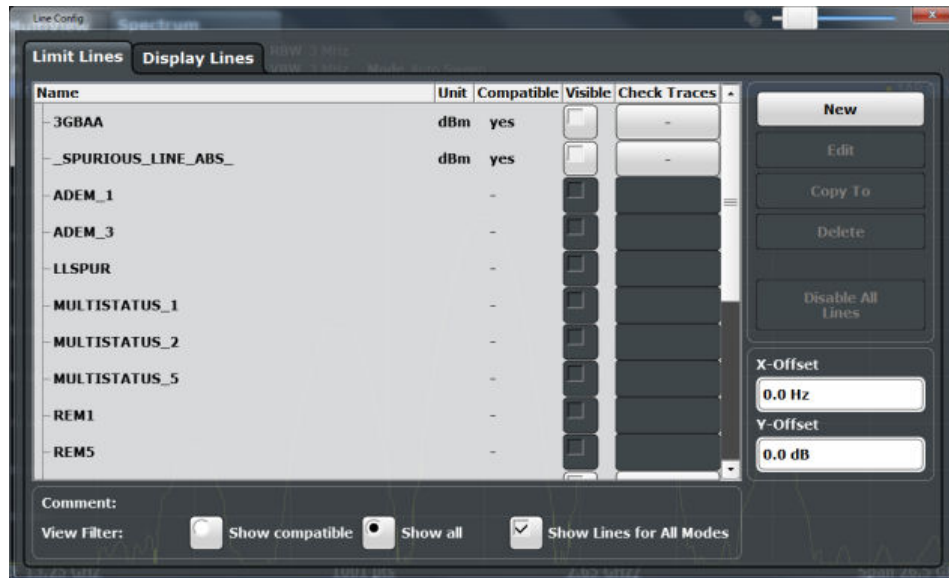 Line Config
Spectrum
Limit Lines Display Lines
Name Unit Compatible Visible Check Traces
3GBAA dBm yes -
_SPURIOUS_LINE_ABS_ dBm yes -
ADEM_1 -
ADEM_3 -
LLSPUR -
MULTISTATUS_1 -
MULTISTATUS_2 -
MULTISTATUS_5 -
REM1 -
REM5 -
New
Edit
Copy To
Delete
Disable All
Lines
X-Offset
0.0 Hz
Y-Offset
0.0 dB
Comment:
View Filter: Show compatible Show all Show Lines for All Modes
1001 pts